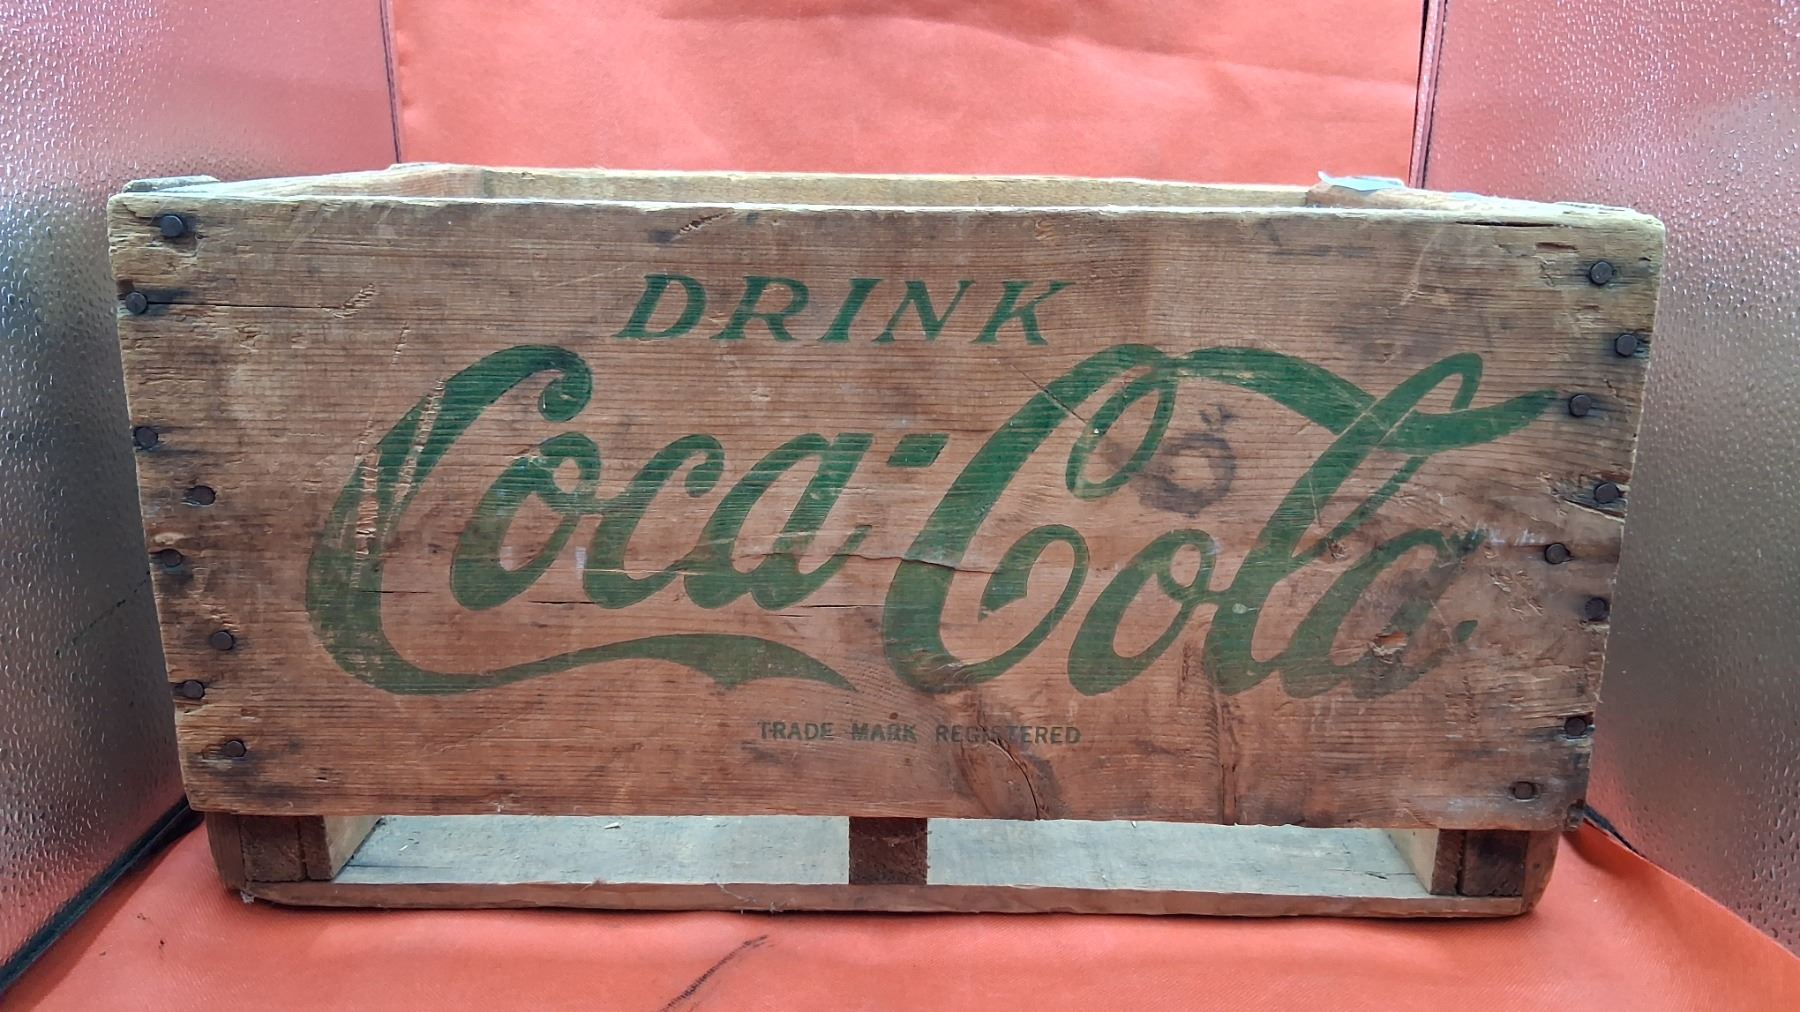 DRINK
Coca-Cola.
TRADE MARK REGISTERED